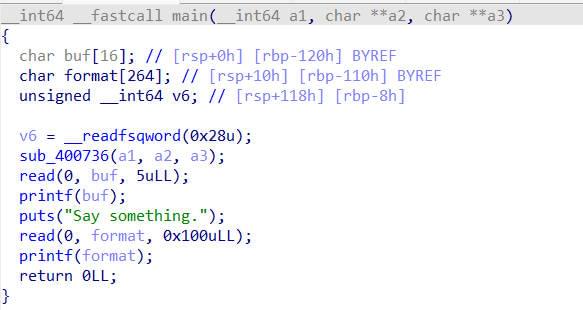 __int64 __fastcall main(__int64 a1, char **a2, char **a3)
{
  char buf[16]; // [rsp+0h] [rbp-120h] BYREF
  char format[264]; // [rsp+10h] [rbp-110h] BYREF
  unsigned __int64 v6; // [rsp+118h] [rbp-8h]

  v6 = __readfsqword(0x28u);
  sub_400736(a1, a2, a3);
  read(0, buf, 5uLL);
  printf(buf);
  puts("Say something.");
  read(0, format, 0x100uLL);
  printf(format);
  return 0LL;
}